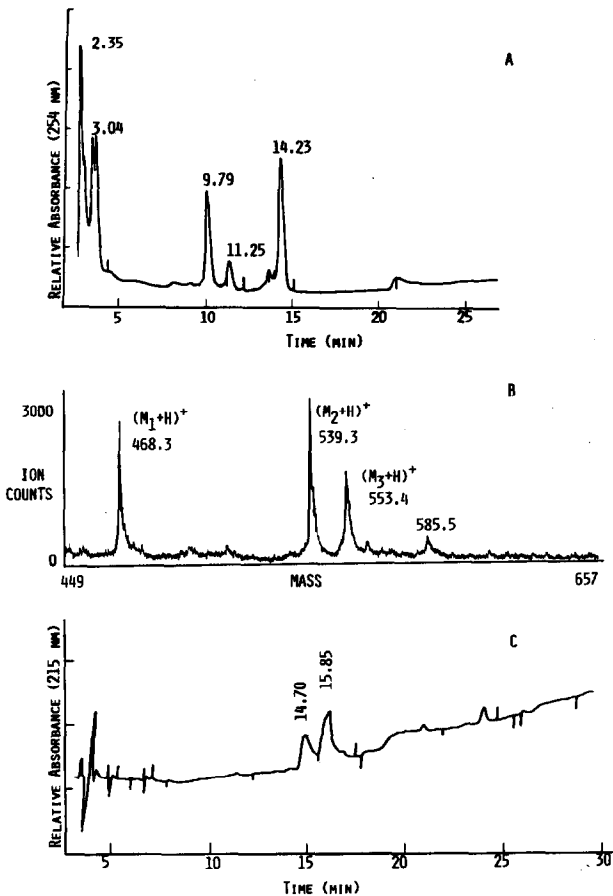 A
RELATIVE ABSORBANCE (254 NM)
2.35
3.04
9.79
11.25
14.23
5 10 15 20 25
TIME (MIN)
B
3000
ION
COUNTS
0
(M1+H)+
468.3
(M2+H)+
539.3
(M3+H)+
553.4
585.5
449 MASS 657
C
RELATIVE ABSORBANCE (215 NM)
14.70
15.85
5 10 15 20 25 30
TIME (MIN)